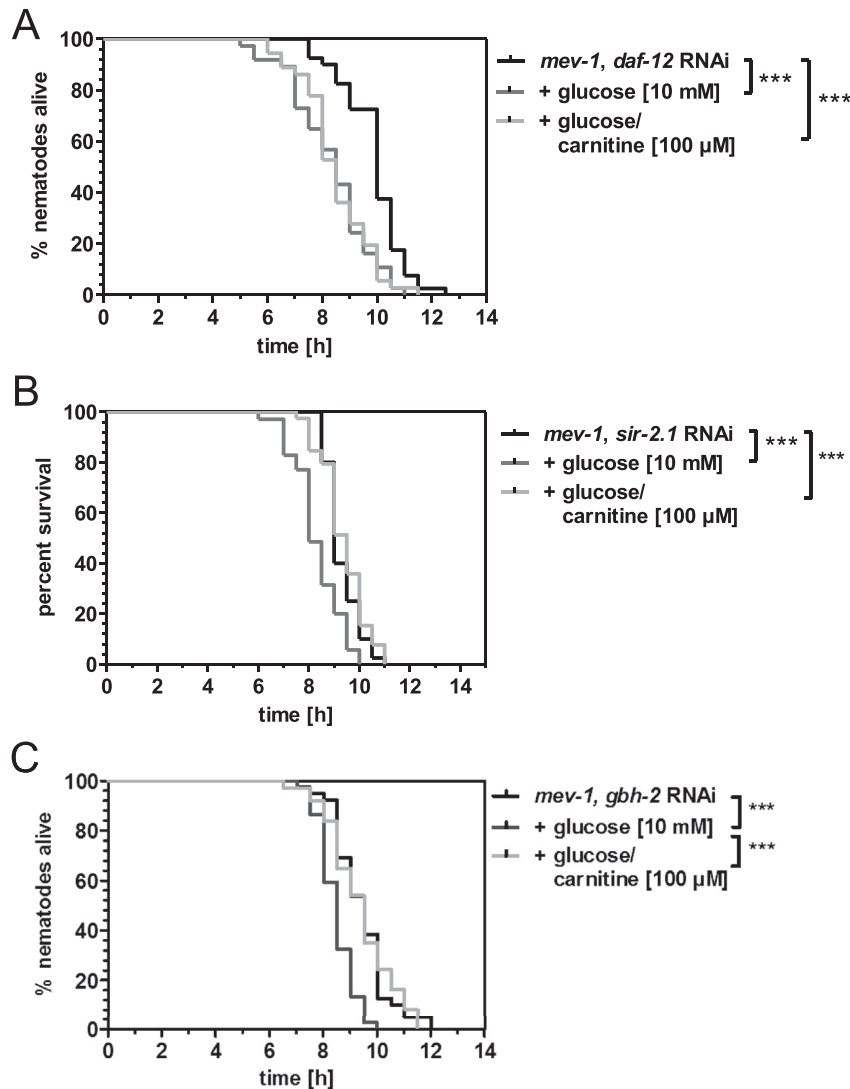 A
100
80
60
40
20
0
% nematodes alive
0 2 4 6 8 10 12 14
time [h]
mev-1, daf-12 RNAi
+ glucose [10 mM]
+ glucose/
carnitine [100 µM]
***
***
B
100
80
60
40
20
0
percent survival
0 2 4 6 8 10 12 14
time [h]
mev-1, sir-2.1 RNAi
+ glucose [10 mM]
+ glucose/
carnitine [100 µM]
***
***
C
100
80
60
40
20
0
% nematodes alive
0 2 4 6 8 10 12 14
time [h]
mev-1, gbh-2 RNAi
+ glucose [10 mM]
+ glucose/
carnitine [100 µM]
***
***